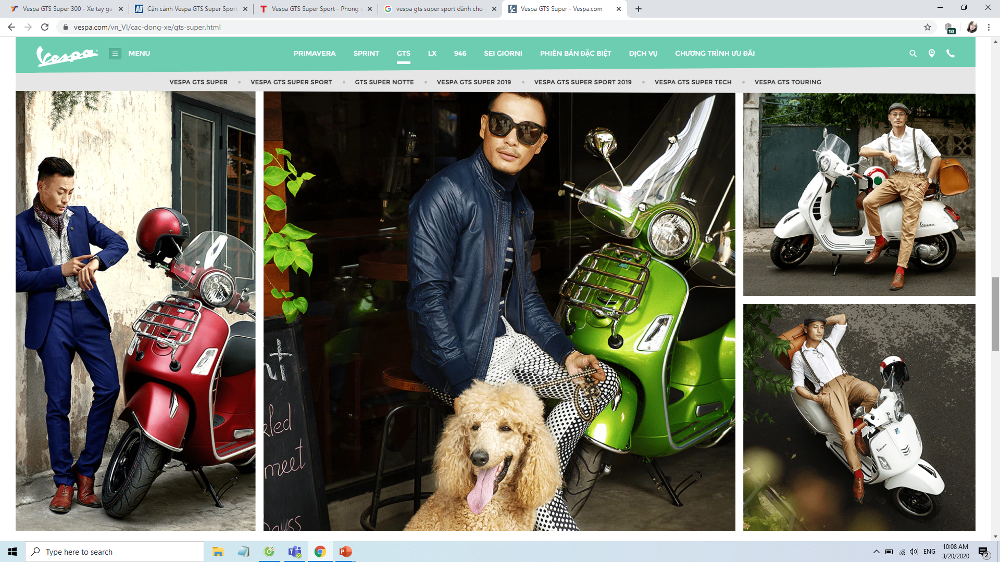 Vespa GTS Super 300 - Xe tay ga
Cận cảnh Vespa GTS Super Sport
Vespa GTS Super Sport - Phong
vespa gts super sport dành cho -
Vespa GTS Super - Vespa.com
vespa.com/vn_VI/cac-dong-xe/gts-super.html
10
Vespa
MENU
PRIMAVERA
SPRINT
GTS
LX
946
SEI GIORNI
PHIÊN BẢN ĐẶC BIỆT
DỊCH VỤ
CHƯƠNG TRÌNH ƯU ĐÃI
VESPA GTS SUPER
VESPA GTS SUPER SPORT
GTS SUPER NOTTE
VESPA GTS SUPER 2019
VESPA GTS SUPER SPORT 2019
VESPA GTS SUPER TECH
VESPA GTS TOURING
Vespa
Vespa
Vespa
meet
Type here to search
ENG
10:08 AM
3/20/2020
2